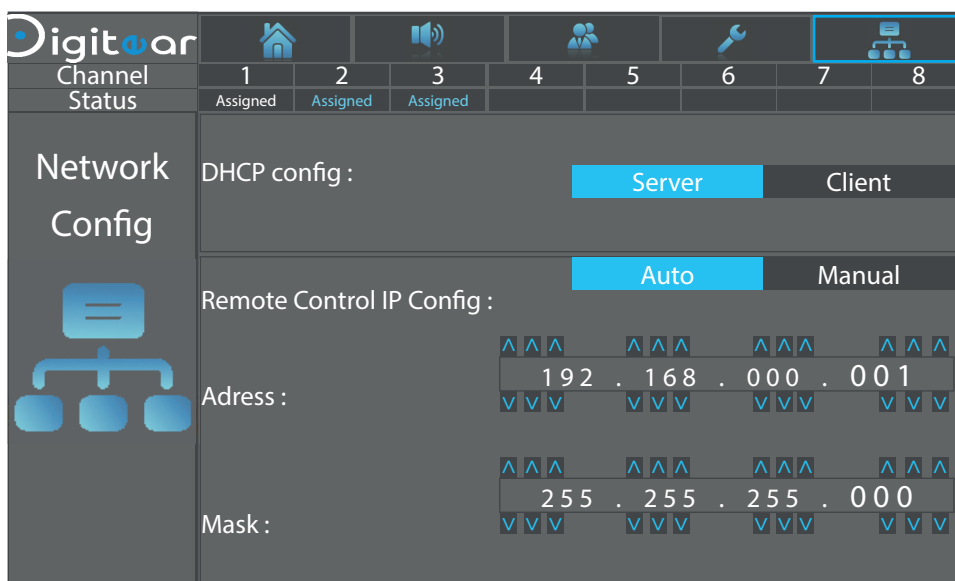 Digitear
Channel 1 2 3 4 5 6 7 8
Status Assigned Assigned Assigned
Network
Config
DHCP config : Server Client
Auto Manual
Remote Control IP Config :
Adress : 192 . 168 . 000 . 001
Mask : 255 . 255 . 255 . 000